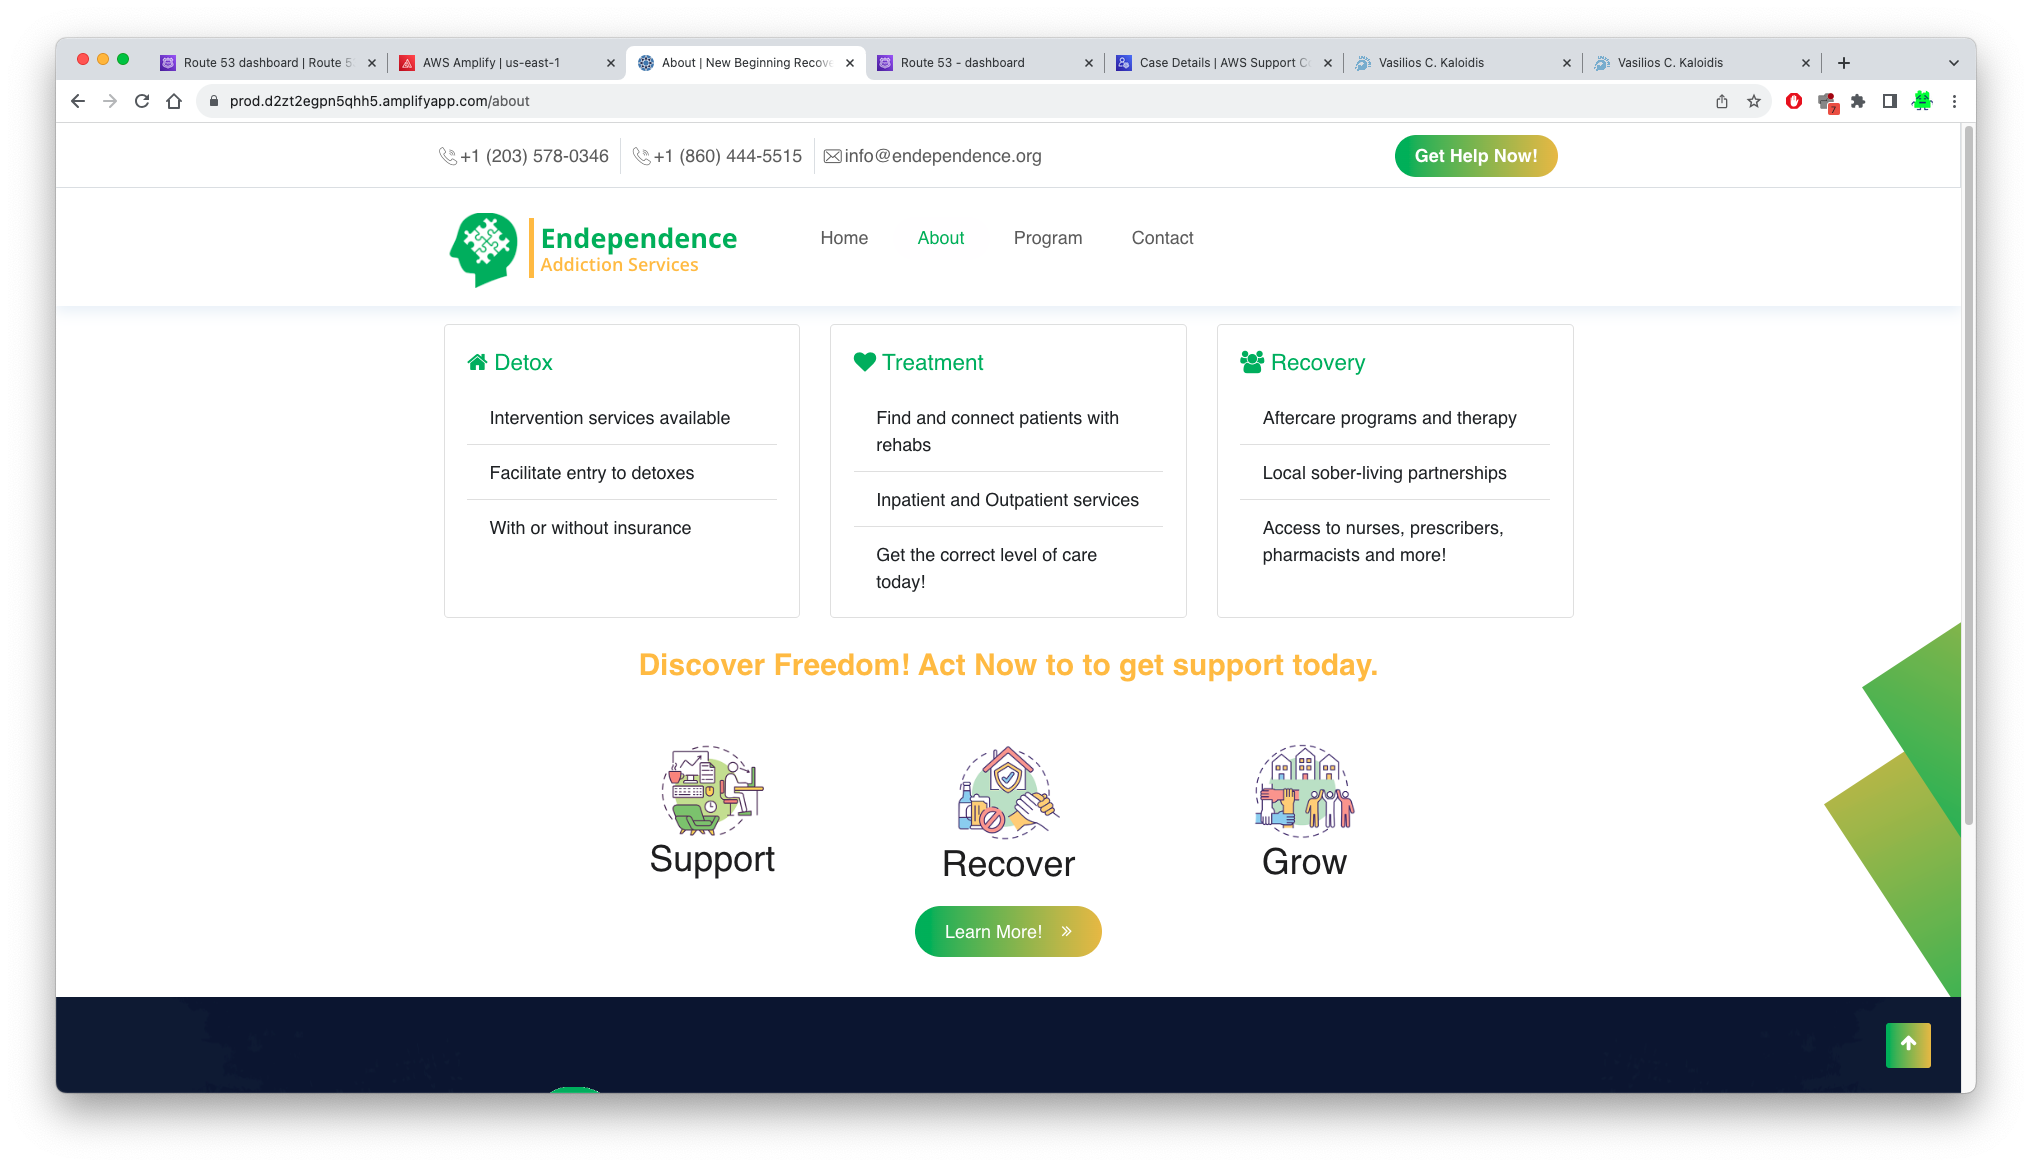 Route 53 dashboard | Route 5
AWS Amplify | us-east-1
About | New Beginning Recov
Route 53 - dashboard
Case Details | AWS Support C
Vasilios C. Kaloidis
Vasilios C. Kaloidis
prod.d2zt2egpn5qhh5.amplifyapp.com/about
7
+1 (203) 578-0346
+1 (860) 444-5515
info@endependence.org
Get Help Now!
Endependence
Addiction Services
Home
About
Program
Contact
Detox
Intervention services available
Facilitate entry to detoxes
With or without insurance
Treatment
Find and connect patients with
rehabs
Inpatient and Outpatient services
Get the correct level of care
today!
Recovery
Aftercare programs and therapy
Local sober-living partnerships
Access to nurses, prescribers,
pharmacists and more!
Discover Freedom! Act Now to to get support today.
Support
Recover
Grow
Learn More! »